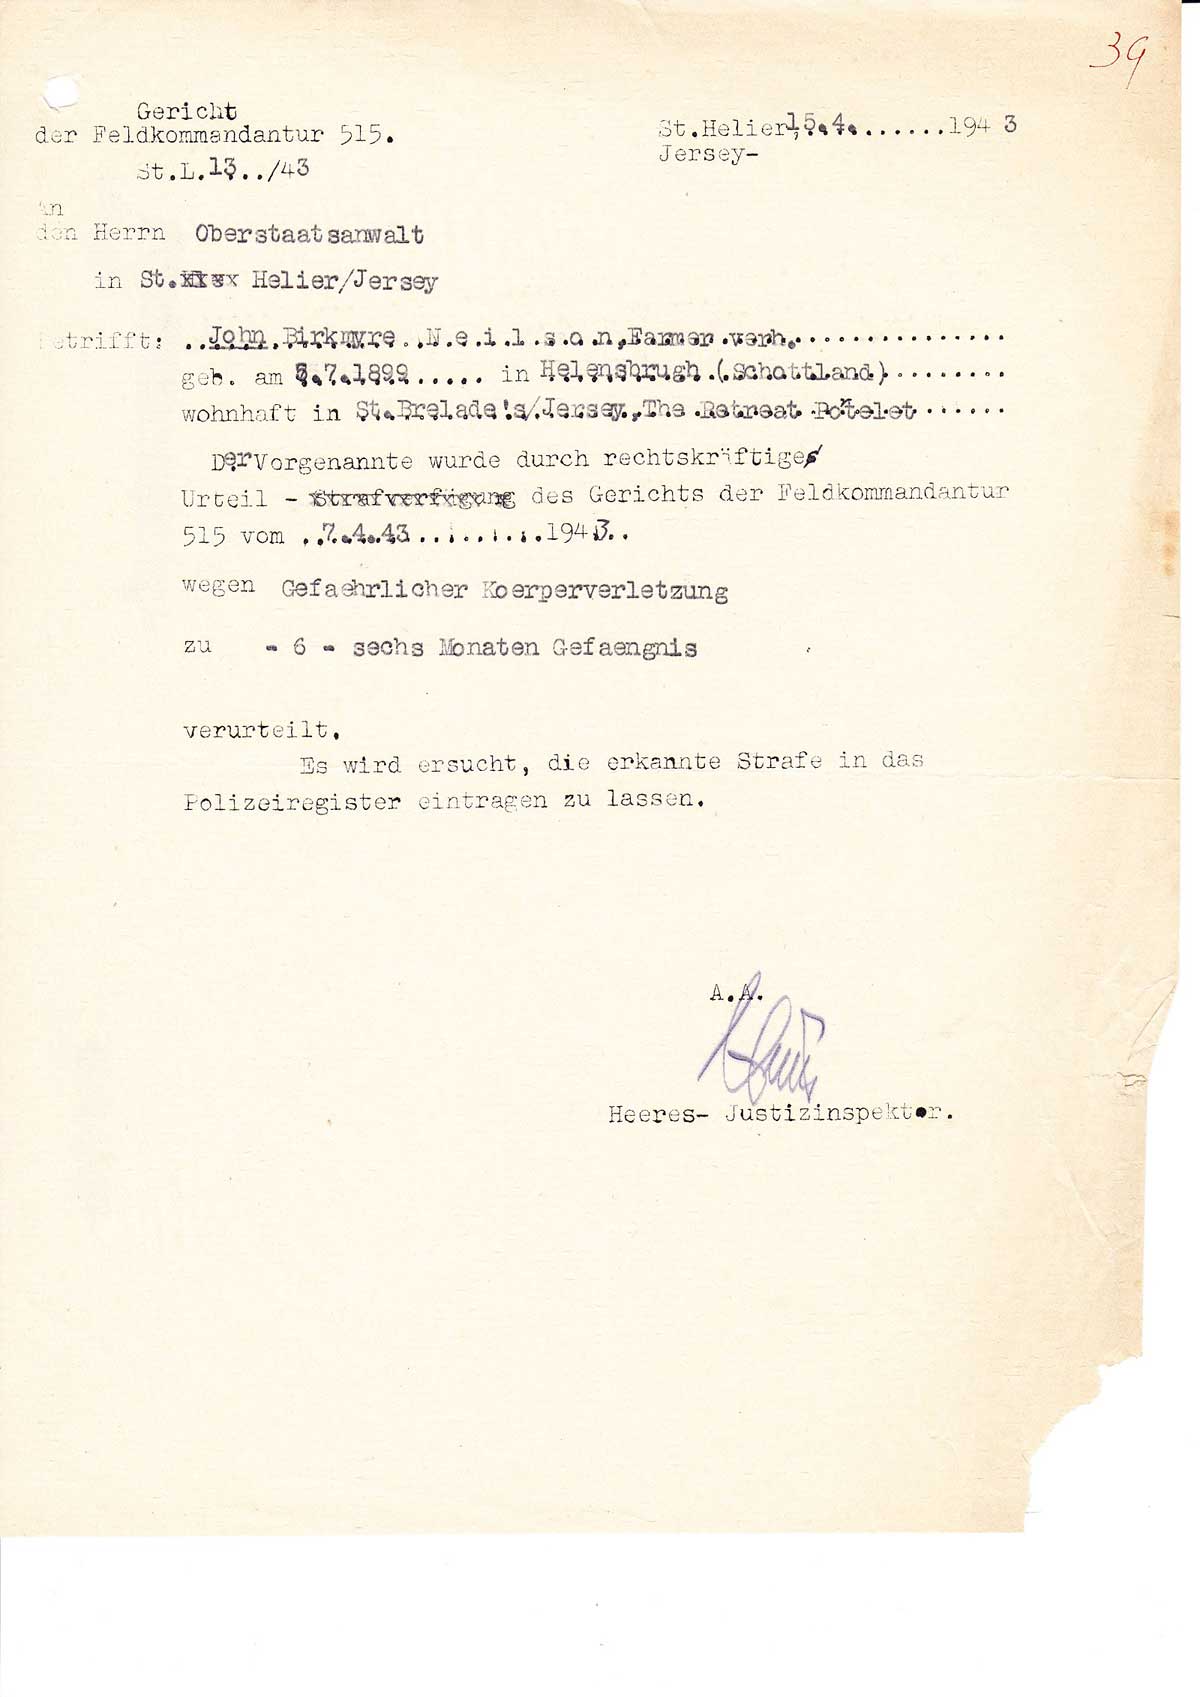 39
Gericht
der Feldkommandantur 515.
St.L.13../43
St.Helier,15.4.......1943
Jersey-
An
den Herrn Oberstaatsanwalt
in St. Helier/Jersey
Betrifft: ..John Birkmyre N.e.i.l.s.o.n,Farmer verh................
geb. am .7.1899..... in Helensbrugh.(Schottland).........
wohnhaft in St.Brelade's/Jersey,The Retreat Portelet......
Der Vorgenannte wurde durch rechtskräftiges
Urteil - Strafverfügung des Gerichts der Feldkommandantur
515 vom ..7.4.43.........1943..
wegen Gefaehrlicher Koerperverletzung
zu - 6 - sechs Monaten Gefaengnis
verurteilt.
Es wird ersucht, die erkannte Strafe in das
Polizeiregister eintragen zu lassen.
A.A.
Heeres- Justizinspektor.